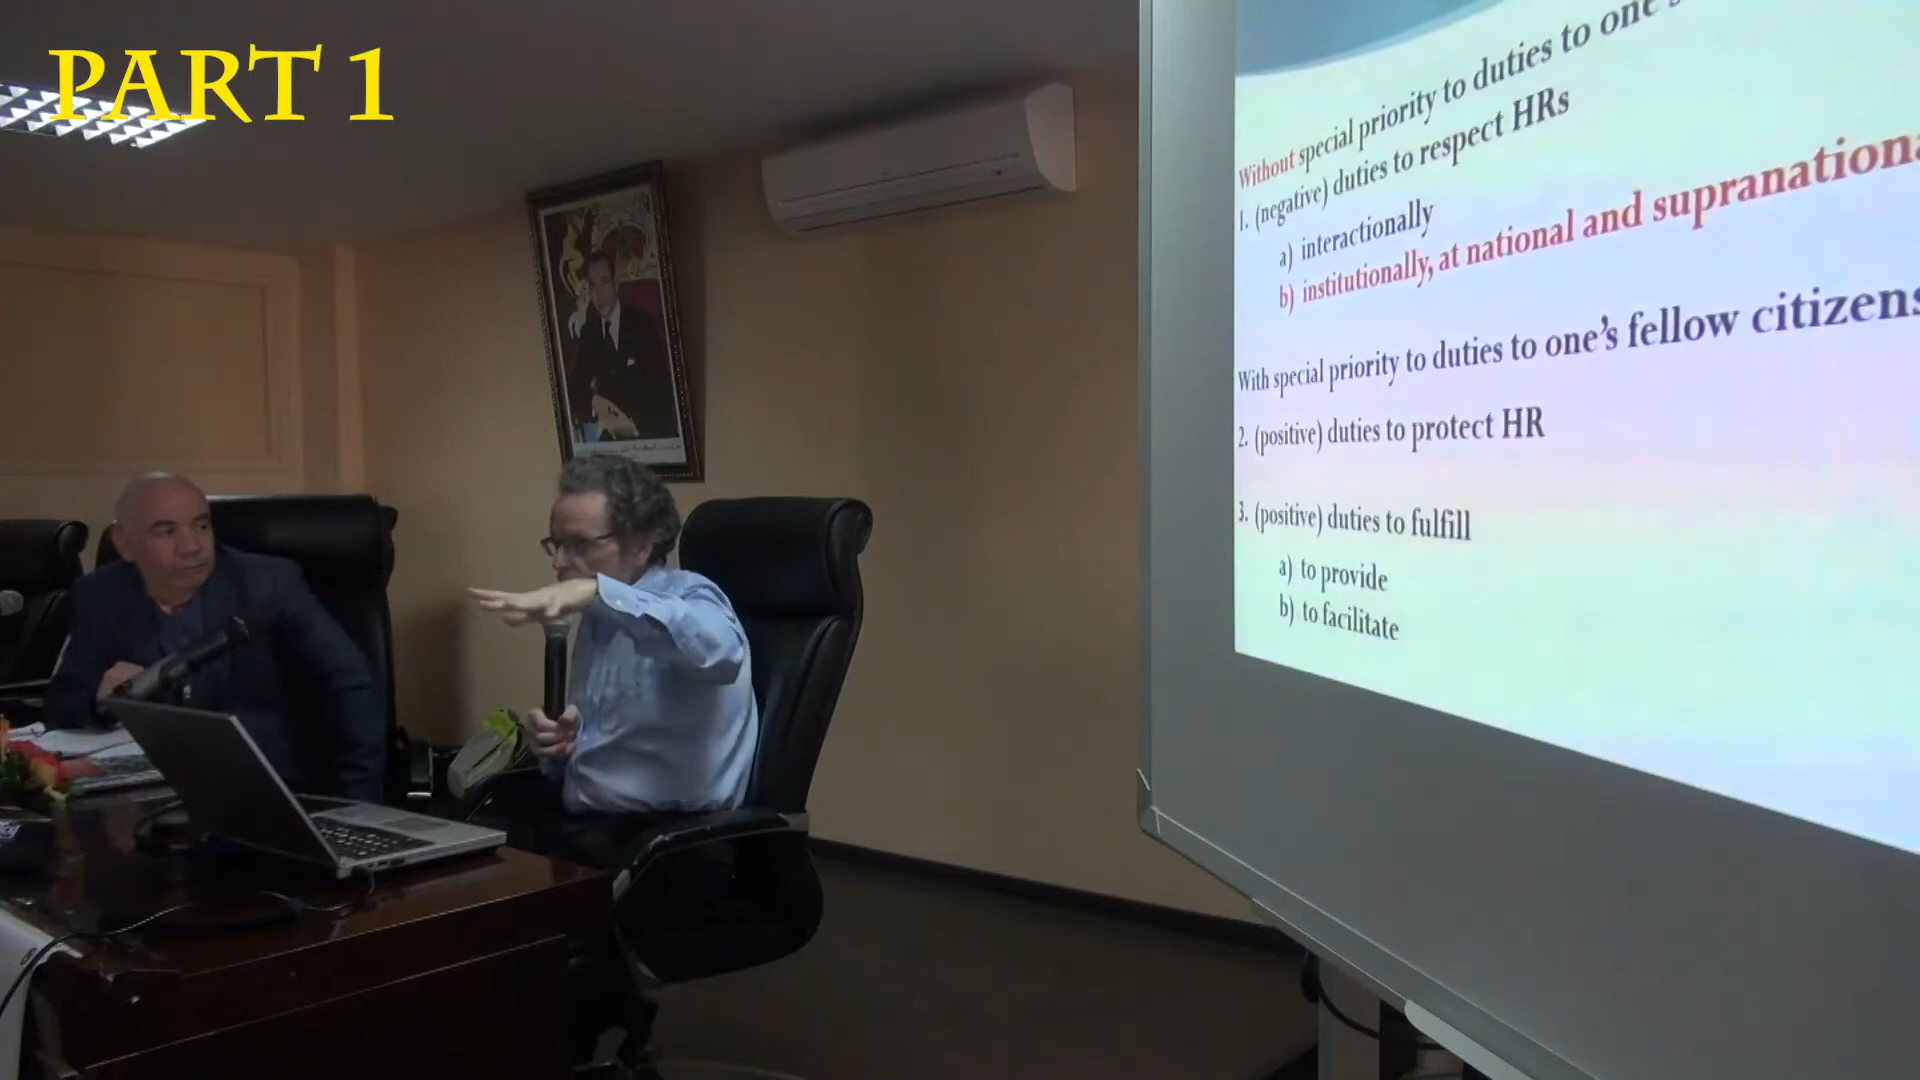 PART 1
Without special priority to duties to one's
1. (negative) duties to respect HRs
a) interactionally
b) institutionally, at national and supranationa
With special priority to duties to one's fellow citizens
2. (positive) duties to protect HR
3. (positive) duties to fulfill
a) to provide
b) to facilitate